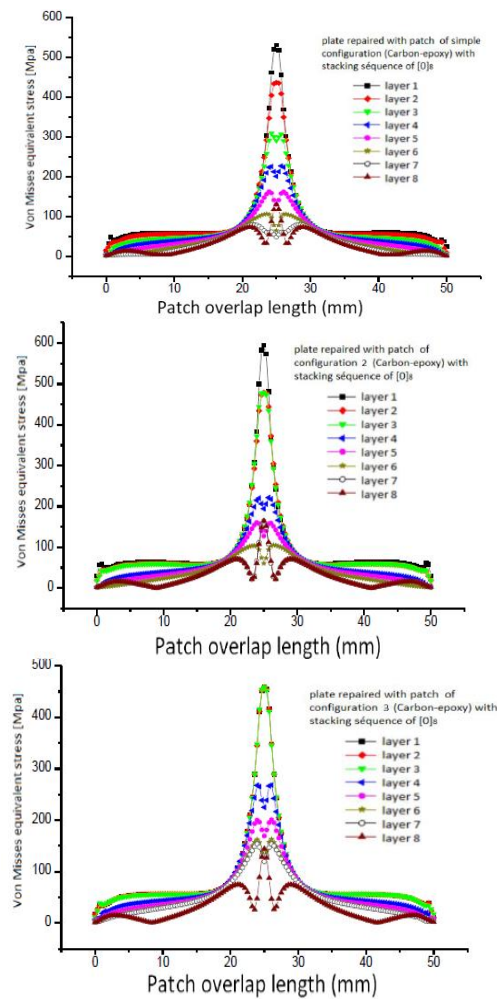 600
500
400
300
200
100
0
Von Misses equivalent stress [Mpa]
plate repaired with patch of simple
configuration (Carbon-epoxy) with
stacking séquence of [0]8
layer 1
layer 2
layer 3
layer 4
layer 5
layer 6
layer 7
layer 8
0 10 20 30 40 50
Patch overlap length (mm)
600
500
400
300
200
100
0
Von Misses equivalent stress [Mpa]
plate repaired with patch of
configuration 2 (Carbon-epoxy) with
stacking séquence of [0]8
layer 1
layer 2
layer 3
layer 4
layer 5
layer 6
layer 7
layer 8
0 10 20 30 40 50
Patch overlap length (mm)
500
400
300
200
100
0
Von Misses equivalent stress [Mpa]
plate repaired with patch of
configuration 3 (Carbon-epoxy) with
stacking séquence of [0]8
layer 1
layer 2
layer 3
layer 4
layer 5
layer 6
layer 7
layer 8
0 10 20 30 40 50
Patch overlap length (mm)